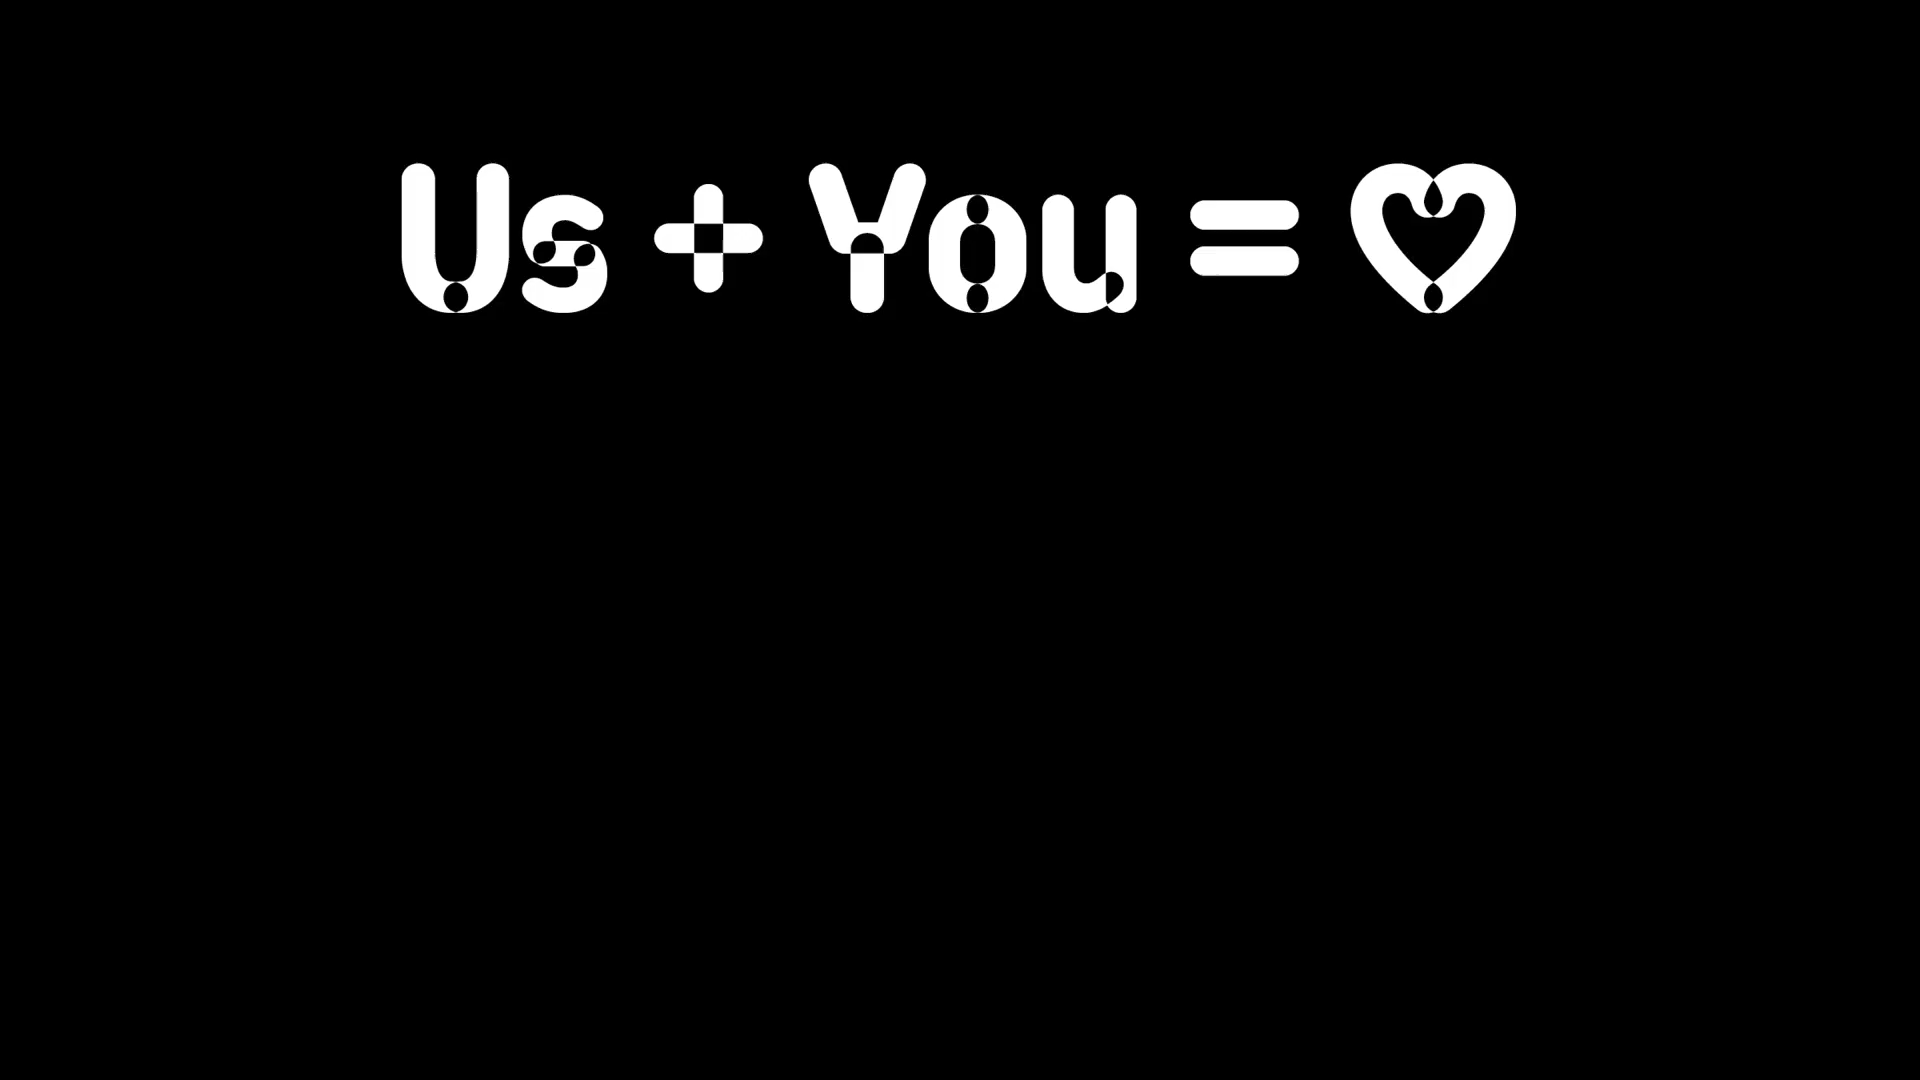 Us + You = ♡